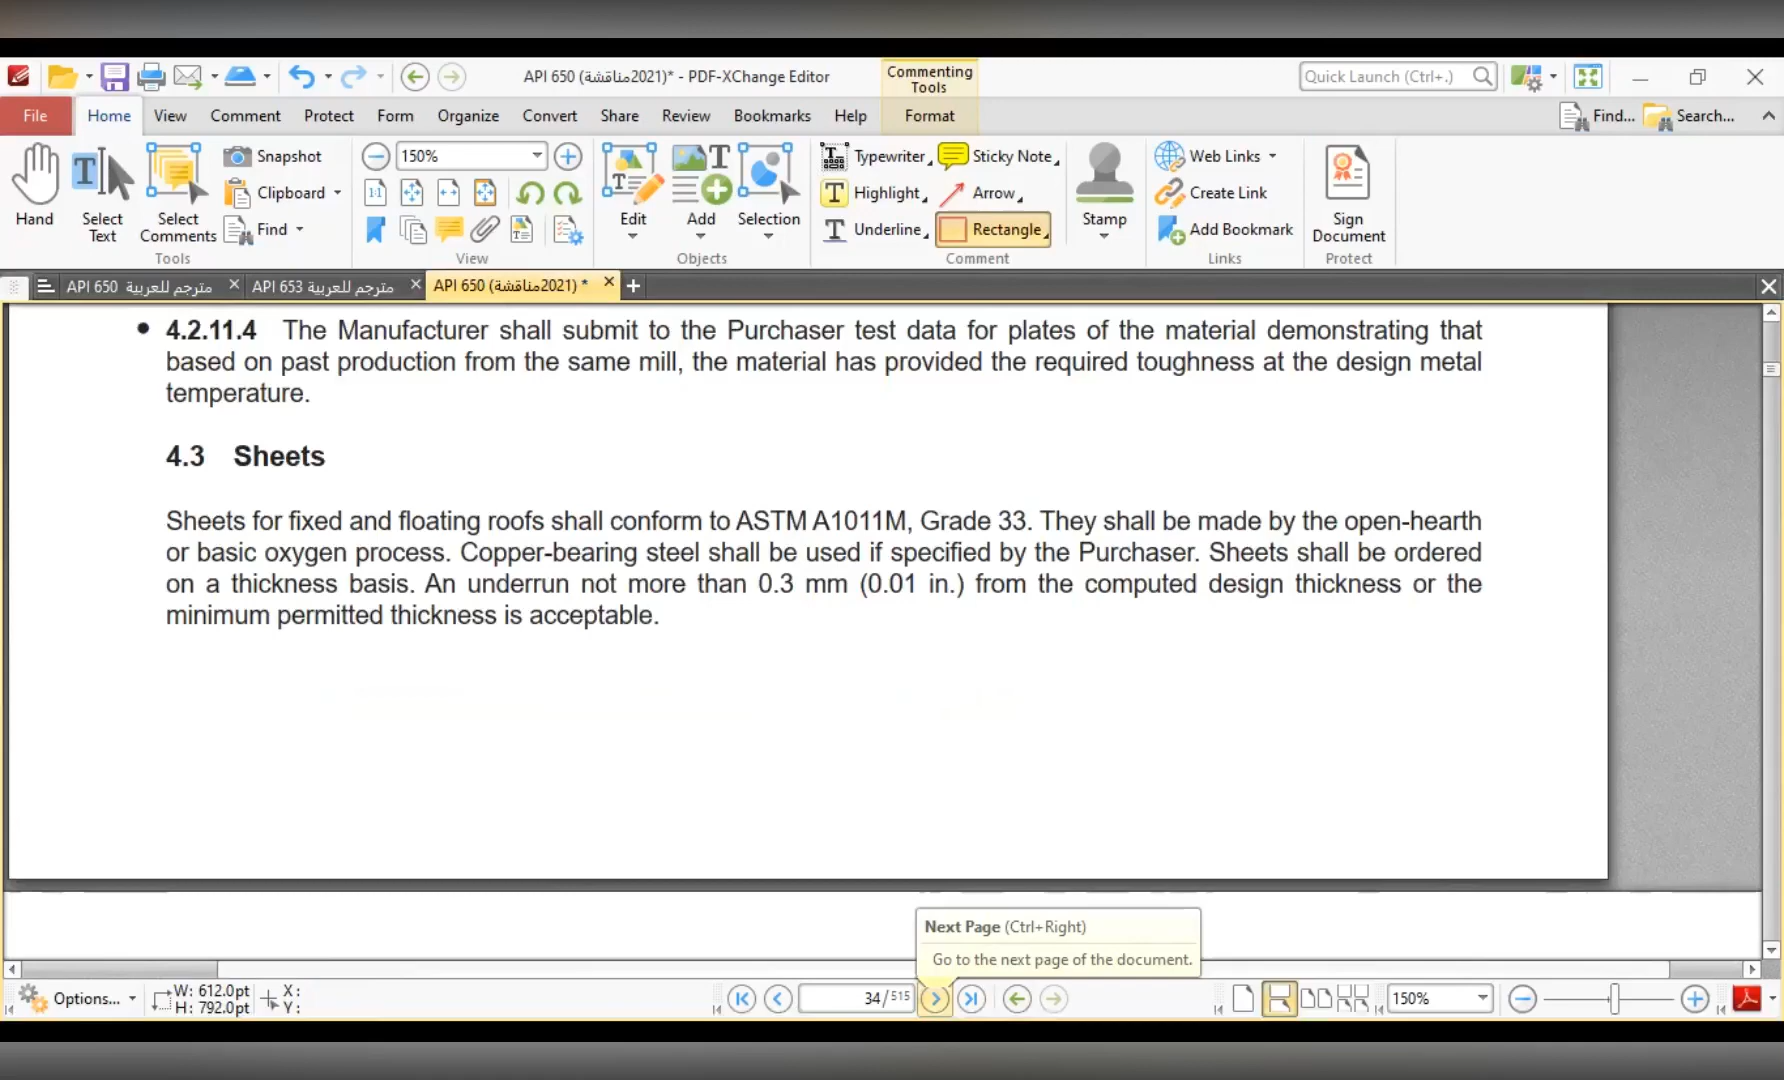 API 650 (مناقشة2021)* - PDF-XChange Editor
Commenting
Tools
Quick Launch (Ctrl+.)
File
Home
View
Comment
Protect
Form
Organize
Convert
Share
Review
Bookmarks
Help
Format
Find...
Search...
Hand
Select
Text
Select
Comments
Snapshot
Clipboard
Find
Tools
150%
1:1
View
Edit
Add
Selection
Objects
Typewriter
Sticky Note
Highlight
Arrow
Underline
Rectangle
Comment
Stamp
Web Links
Create Link
Add Bookmark
Links
Sign
Document
Protect
API 650 مترجم للعربية
API 653 مترجم للعربية
API 650 (مناقشة2021) *
• 4.2.11.4 The Manufacturer shall submit to the Purchaser test data for plates of the material demonstrating that
based on past production from the same mill, the material has provided the required toughness at the design metal
temperature.
4.3 Sheets
Sheets for fixed and floating roofs shall conform to ASTM A1011M, Grade 33. They shall be made by the open-hearth
or basic oxygen process. Copper-bearing steel shall be used if specified by the Purchaser. Sheets shall be ordered
on a thickness basis. An underrun not more than 0.3 mm (0.01 in.) from the computed design thickness or the
minimum permitted thickness is acceptable.
Next Page (Ctrl+Right)
Go to the next page of the document.
Options...
W: 612.0pt
H: 792.0pt
X:
Y:
34/515
150%